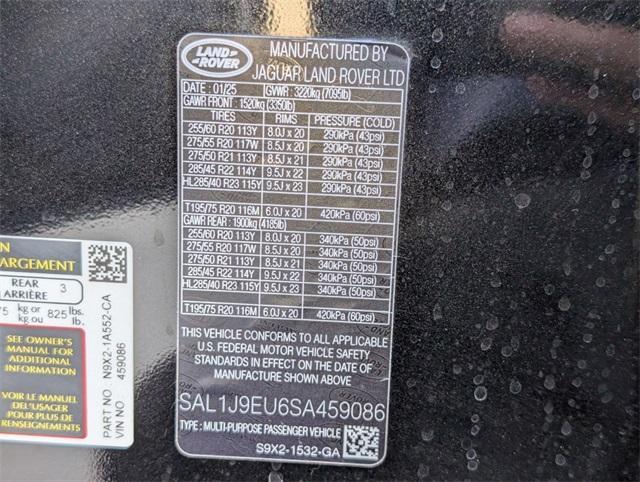 LAND ROVER
MANUFACTURED BY
JAGUAR LAND ROVER LTD
DATE : 01/25 GVWR : 3220kg (7095lb)
GAWR FRONT : 1520kg (3350lb)
TIRES RIMS PRESSURE (COLD)
255/60 R20 113Y 8.0J x 20 290kPa (43psi)
275/55 R20 117W 8.5J x 20 290kPa (43psi)
275/50 R21 113Y 8.5J x 21 290kPa (43psi)
285/45 R22 114Y 9.5J x 22 290kPa (43psi)
HL285/40 R23 115Y 9.5J x 23 290kPa (43psi)
T195/75 R20 116M 6.0J x 20 420kPa (60psi)
GAWR REAR : 1900kg (4185lb)
255/60 R20 113Y 8.0J x 20 340kPa (50psi)
275/55 R20 117W 8.5J x 20 340kPa (50psi)
275/50 R21 113Y 8.5J x 21 340kPa (50psi)
285/45 R22 114Y 9.5J x 22 340kPa (50psi)
HL285/40 R23 115Y 9.5J x 23 340kPa (50psi)
T195/75 R20 116M 6.0J x 20 420kPa (60psi)
THIS VEHICLE CONFORMS TO ALL APPLICABLE
U.S. FEDERAL MOTOR VEHICLE SAFETY
STANDARDS IN EFFECT ON THE DATE OF
MANUFACTURE SHOWN ABOVE
SAL1J9EU6SA459086
TYPE : MULTI-PURPOSE PASSENGER VEHICLE
S9X2-1532-GA
N
ARGEMENT
REAR
ARRIÈRE 3
75 kg or
kg ou 825 lbs.
lb.
SEE OWNER'S
MANUAL FOR
ADDITIONAL
INFORMATION
VOIR LE MANUEL
DEL'USAGER
POUR PLUS DE
RENSEIGNEMENTS
PART NO N9X2-1A552-CA
VIN NO 459086